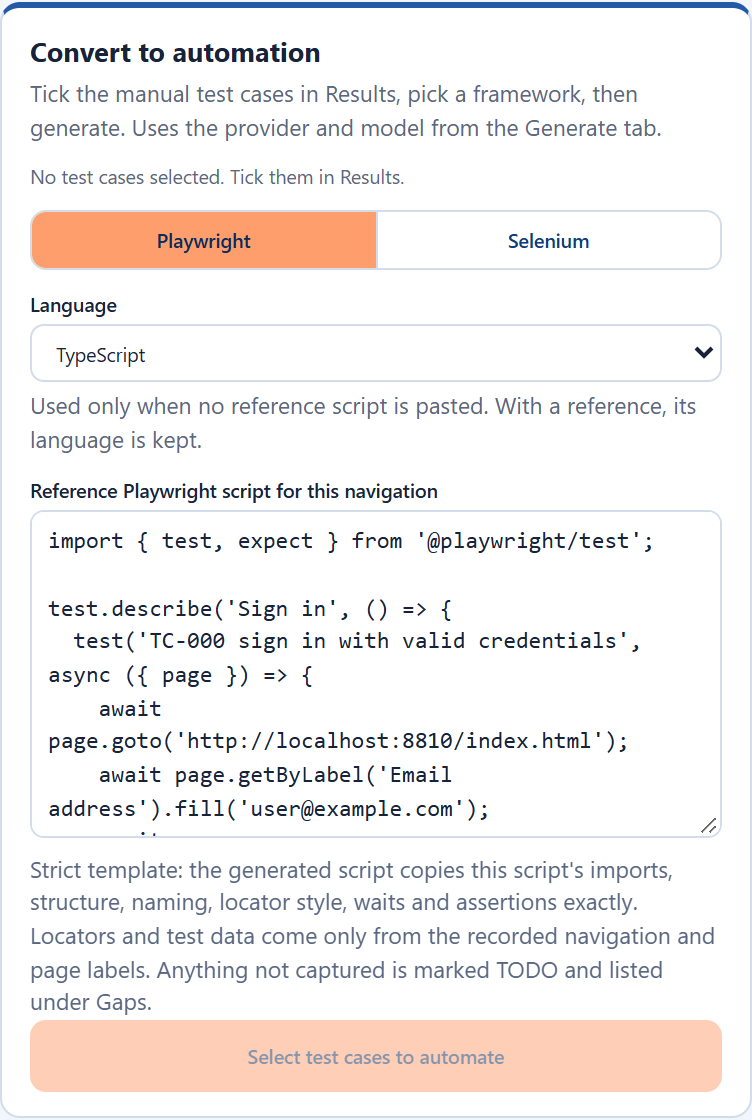 Convert to automation
Tick the manual test cases in Results, pick a framework, then
generate. Uses the provider and model from the Generate tab.
No test cases selected. Tick them in Results.
Playwright
Selenium
Language
TypeScript
Used only when no reference script is pasted. With a reference, its
language is kept.
Reference Playwright script for this navigation
import { test, expect } from '@playwright/test';

test.describe('Sign in', () => {
  test('TC-000 sign in with valid credentials',
async ({ page }) => {
    await
page.goto('http://localhost:8810/index.html');
    await page.getByLabel('Email
address').fill('user@example.com');
Strict template: the generated script copies this script's imports,
structure, naming, locator style, waits and assertions exactly.
Locators and test data come only from the recorded navigation and
page labels. Anything not captured is marked TODO and listed
under Gaps.
Select test cases to automate